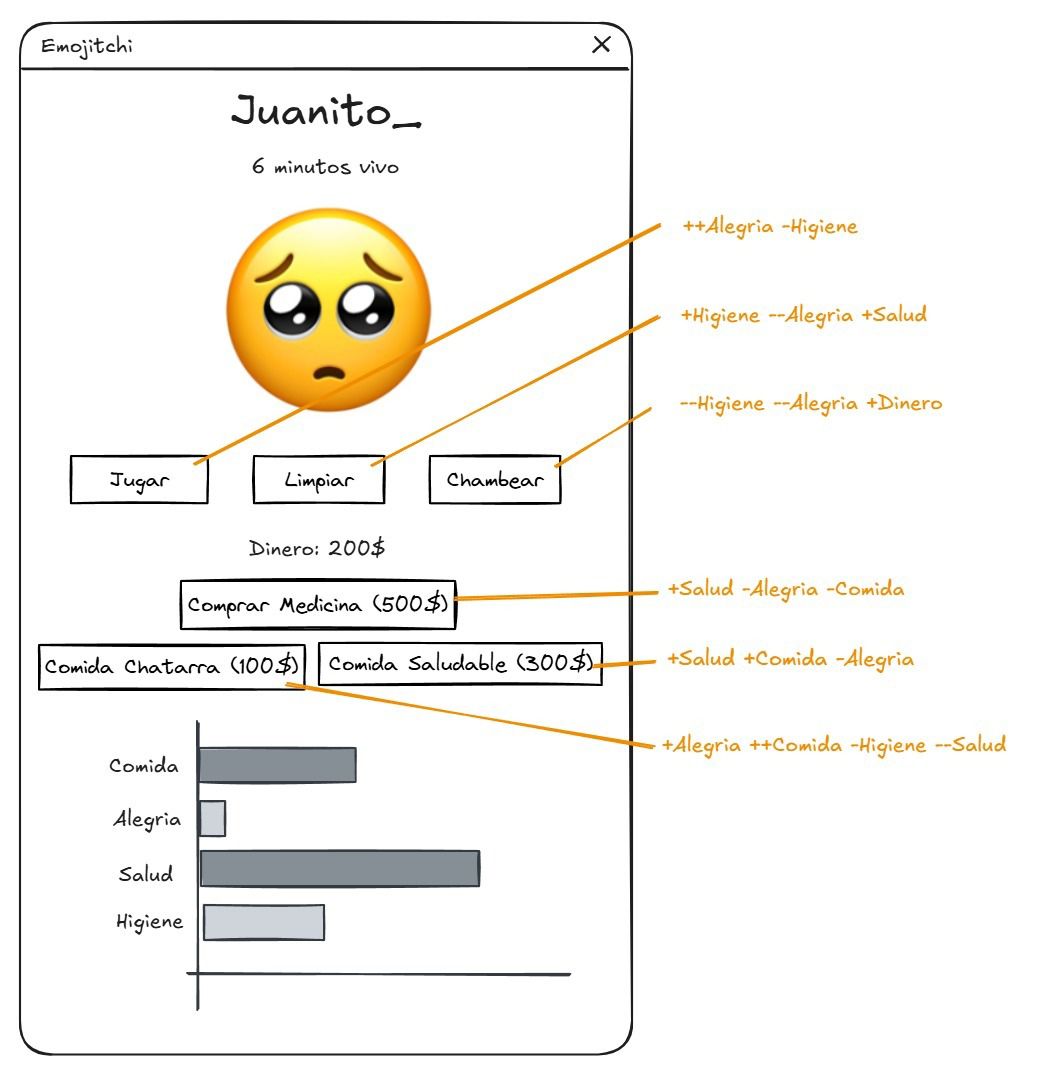 Emojitchi
Juanito_
6 minutos vivo
++Alegria -Higiene
+Higiene --Alegria +Salud
--Higiene --Alegria +Dinero
Jugar
Limpiar
Chambear
Dinero: 200$
Comprar Medicina (500$)
+Salud -Alegria -Comida
Comida Chatarra (100$)
Comida Saludable (300$)
+Salud +Comida -Alegria
+Alegria ++Comida -Higiene --Salud
Comida
Alegria
Salud
Higiene